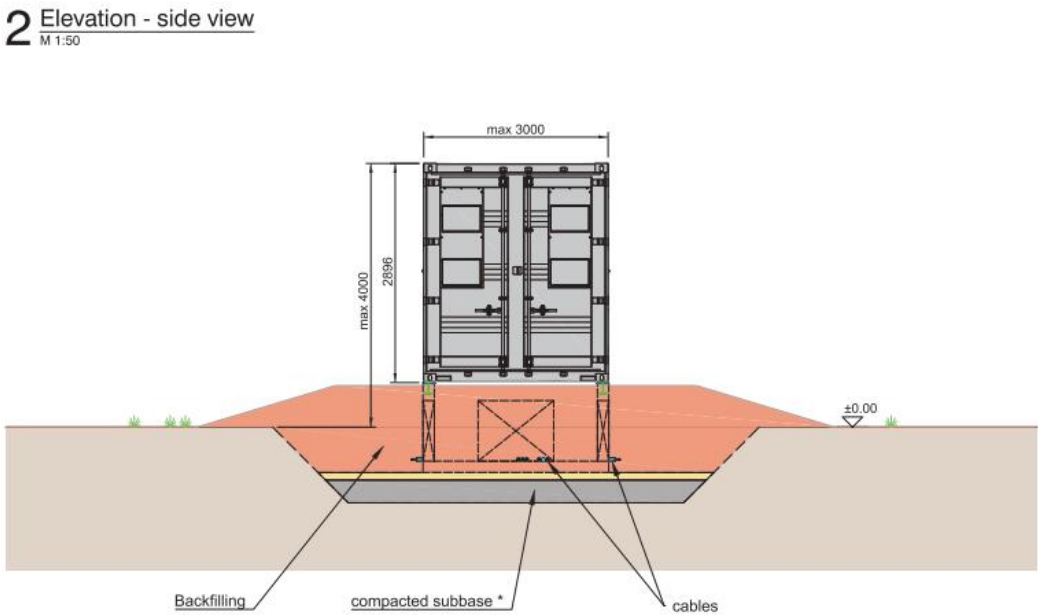 2 Elevation - side view
M 1:50
max 3000
max 4000
2896
±0.00
Backfilling
compacted subbase *
cables